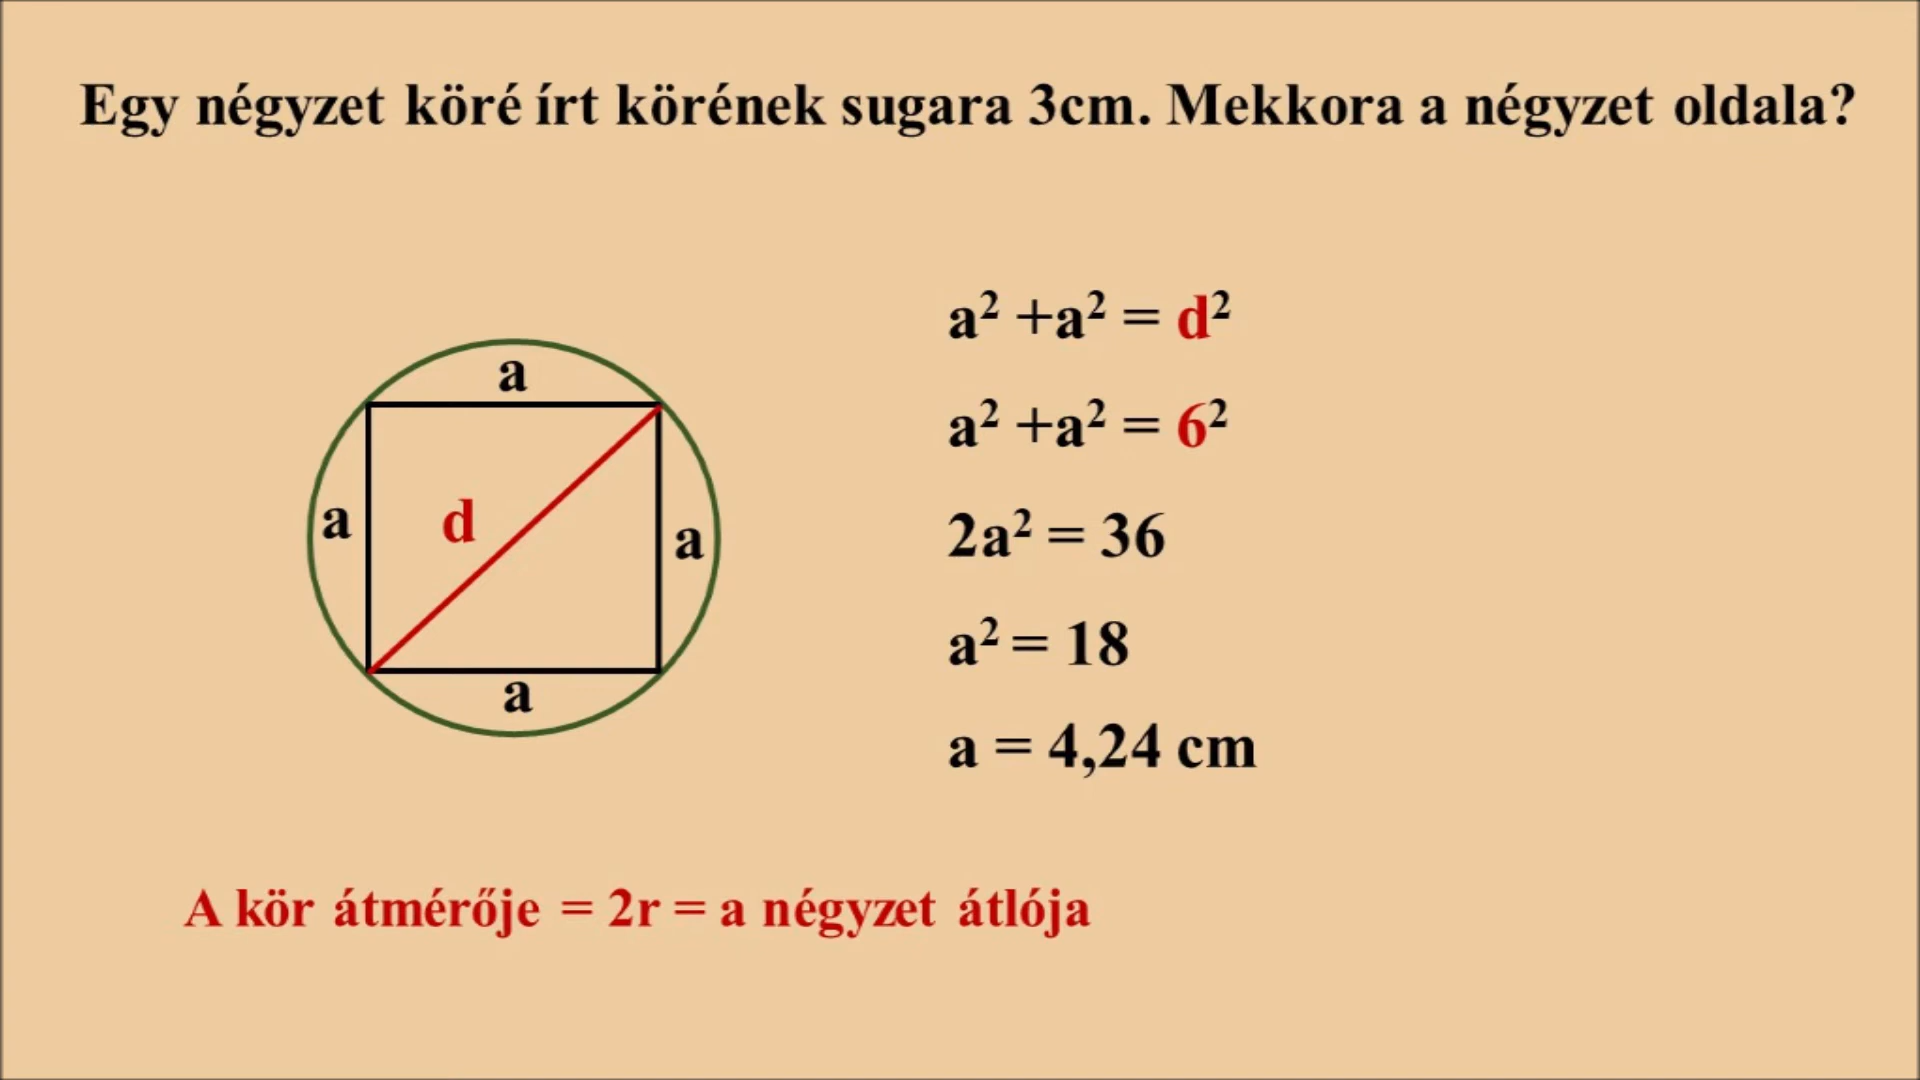 Egy négyzet köré írt körének sugara 3cm. Mekkora a négyzet oldala?
a
a
d
a
a
a² +a² = d²
a² +a² = 6²
2a² = 36
a² = 18
a = 4,24 cm
A kör átmérője = 2r = a négyzet átlója